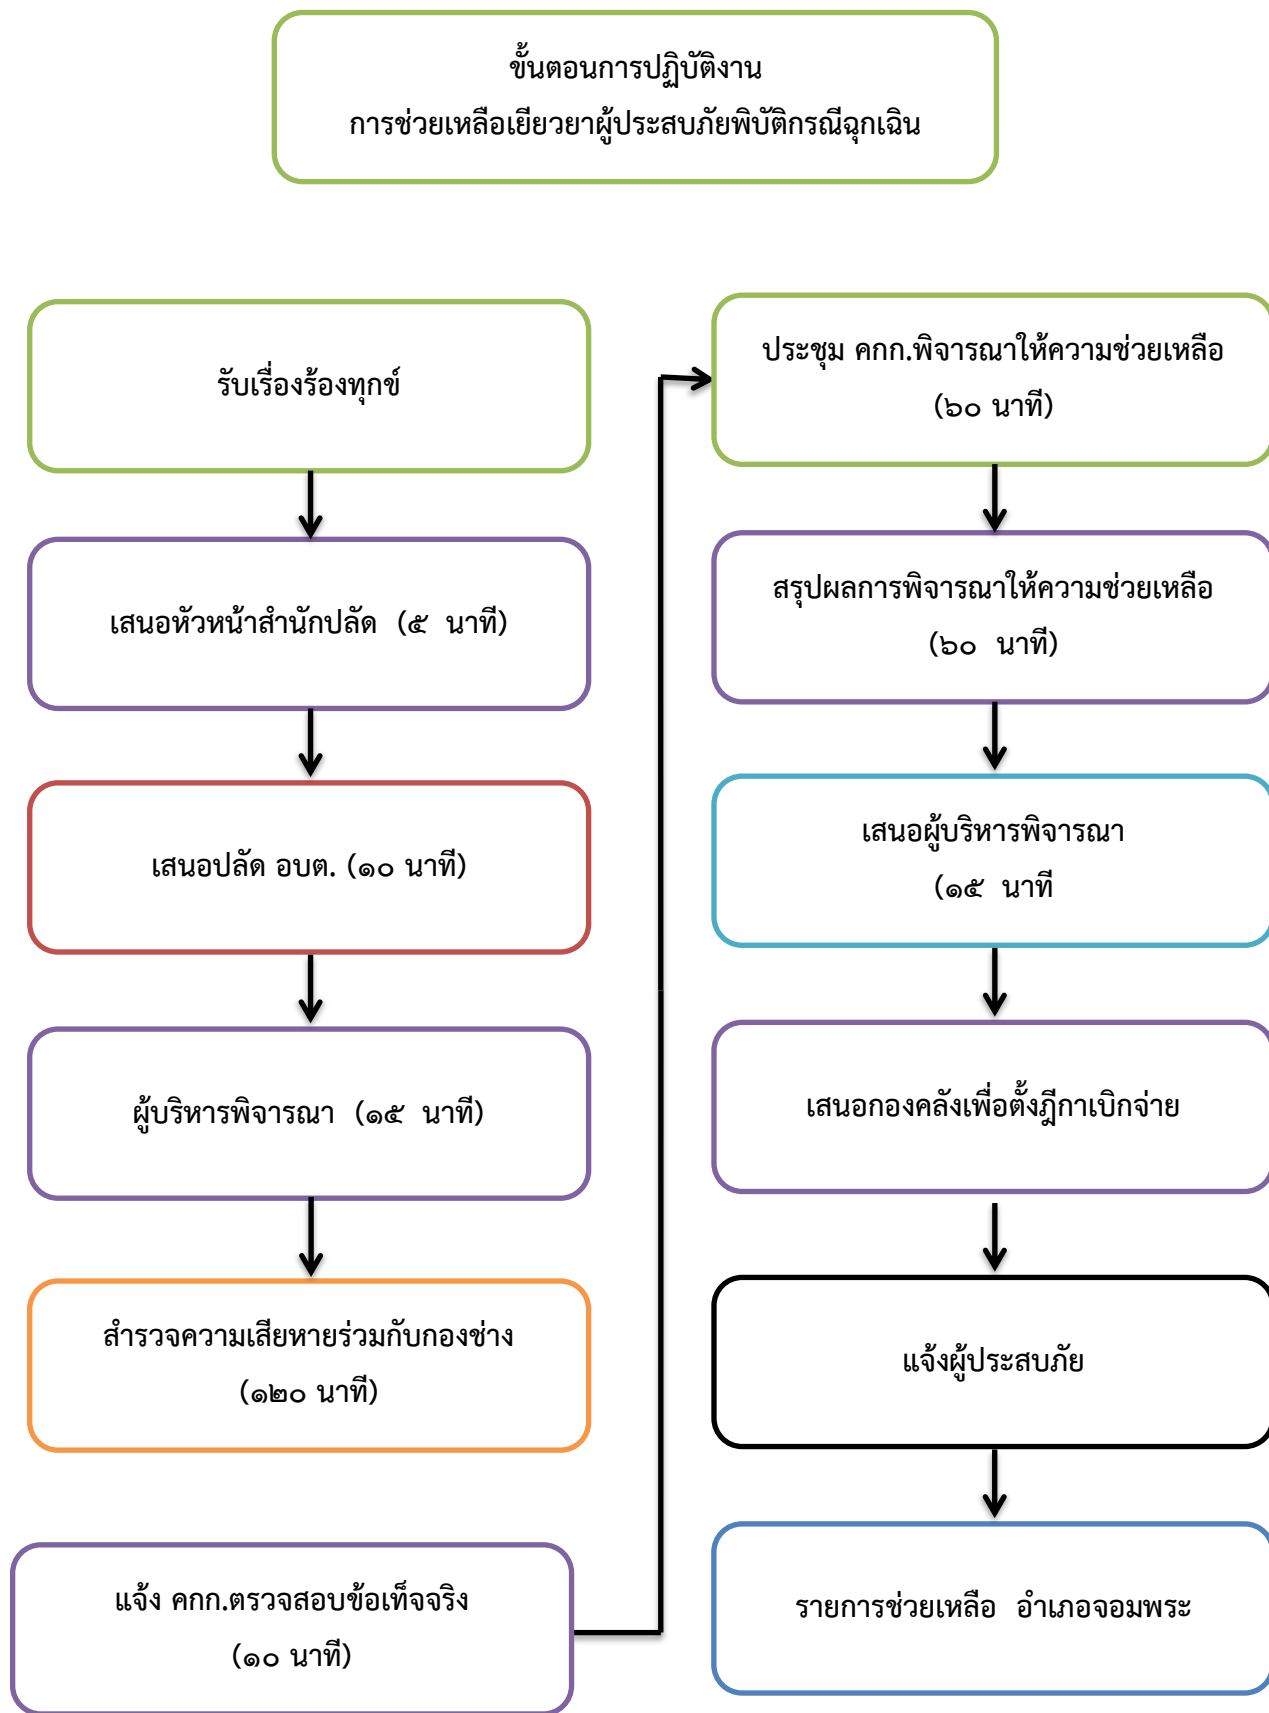 ขั้นตอนการปฏิบัติงาน
การช่วยเหลือเยียวยาผู้ประสบภัยพิบัติกรณีฉุกเฉิน
รับเรื่องร้องทุกข์
เสนอหัวหน้าสำนักปลัด (๕ นาที)
เสนอปลัด อบต. (๑๐ นาที)
ผู้บริหารพิจารณา (๑๕ นาที)
สำรวจความเสียหายร่วมกับกองช่าง
(๑๒๐ นาที)
แจ้ง คกก.ตรวจสอบข้อเท็จจริง
(๑๐ นาที)
ประชุม คกก.พิจารณาให้ความช่วยเหลือ
(๖๐ นาที)
สรุปผลการพิจารณาให้ความช่วยเหลือ
(๖๐ นาที)
เสนอผู้บริหารพิจารณา
(๑๕ นาที
เสนอกองคลังเพื่อตั้งฎีกาเบิกจ่าย
แจ้งผู้ประสบภัย
รายการช่วยเหลือ อำเภอจอมพระ